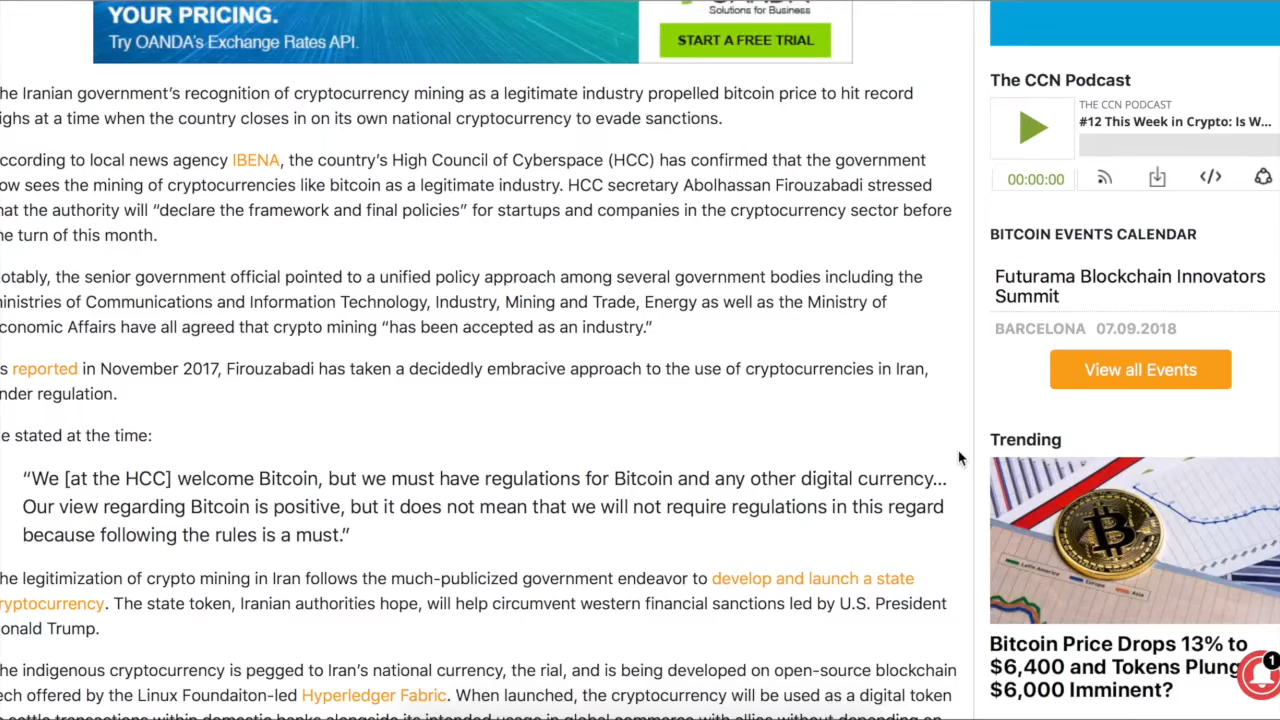 YOUR PRICING.
Try OANDA's Exchange Rates API.
Solutions for Business
START A FREE TRIAL
he Iranian government's recognition of cryptocurrency mining as a legitimate industry propelled bitcoin price to hit record
ighs at a time when the country closes in on its own national cryptocurrency to evade sanctions.
ccording to local news agency IBENA, the country's High Council of Cyberspace (HCC) has confirmed that the government
ow sees the mining of cryptocurrencies like bitcoin as a legitimate industry. HCC secretary Abolhassan Firouzabadi stressed
hat the authority will “declare the framework and final policies” for startups and companies in the cryptocurrency sector before
he turn of this month.
otably, the senior government official pointed to a unified policy approach among several government bodies including the
ministries of Communications and Information Technology, Industry, Mining and Trade, Energy as well as the Ministry of
conomic Affairs have all agreed that crypto mining “has been accepted as an industry.”
s reported in November 2017, Firouzabadi has taken a decidedly embracive approach to the use of cryptocurrencies in Iran,
nder regulation.
e stated at the time:
“We [at the HCC] welcome Bitcoin, but we must have regulations for Bitcoin and any other digital currency...
Our view regarding Bitcoin is positive, but it does not mean that we will not require regulations in this regard
because following the rules is a must.”
he legitimization of crypto mining in Iran follows the much-publicized government endeavor to develop and launch a state
ryptocurrency. The state token, Iranian authorities hope, will help circumvent western financial sanctions led by U.S. President
onald Trump.
he indigenous cryptocurrency is pegged to Iran's national currency, the rial, and is being developed on open-source blockchain
ech offered by the Linux Foundaiton-led Hyperledger Fabric. When launched, the cryptocurrency will be used as a digital token
The CCN Podcast
THE CCN PODCAST
#12 This Week in Crypto: Is W...
00:00:00
BITCOIN EVENTS CALENDAR
Futurama Blockchain Innovators
Summit
BARCELONA 07.09.2018
View all Events
Trending
Latin America
Europe
Asia
Bitcoin Price Drops 13% to
$6,400 and Tokens Plung
$6,000 Imminent?
1